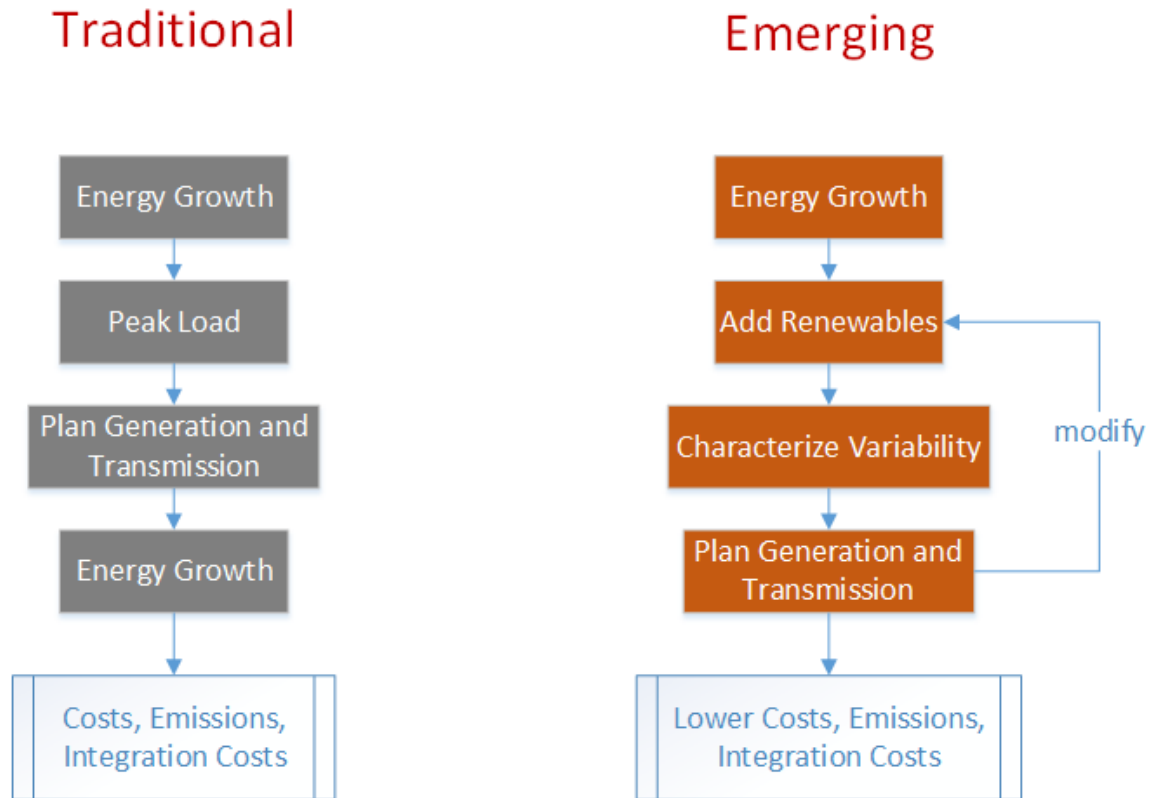 Traditional
Energy Growth
Peak Load
Plan Generation and
Transmission
Energy Growth
Costs, Emissions,
Integration Costs
Emerging
Energy Growth
Add Renewables
Characterize Variability
modify
Plan Generation and
Transmission
Lower Costs, Emissions,
Integration Costs